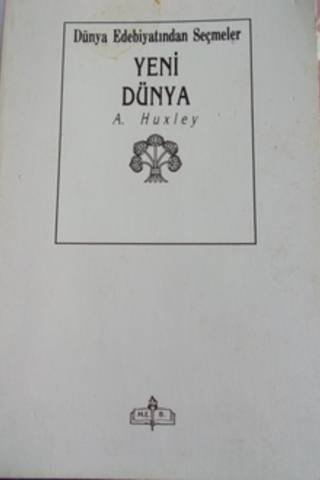 Dünya Edebiyatından Seçmeler
YENİ
DÜNYA
A. Huxley
M.E. B.